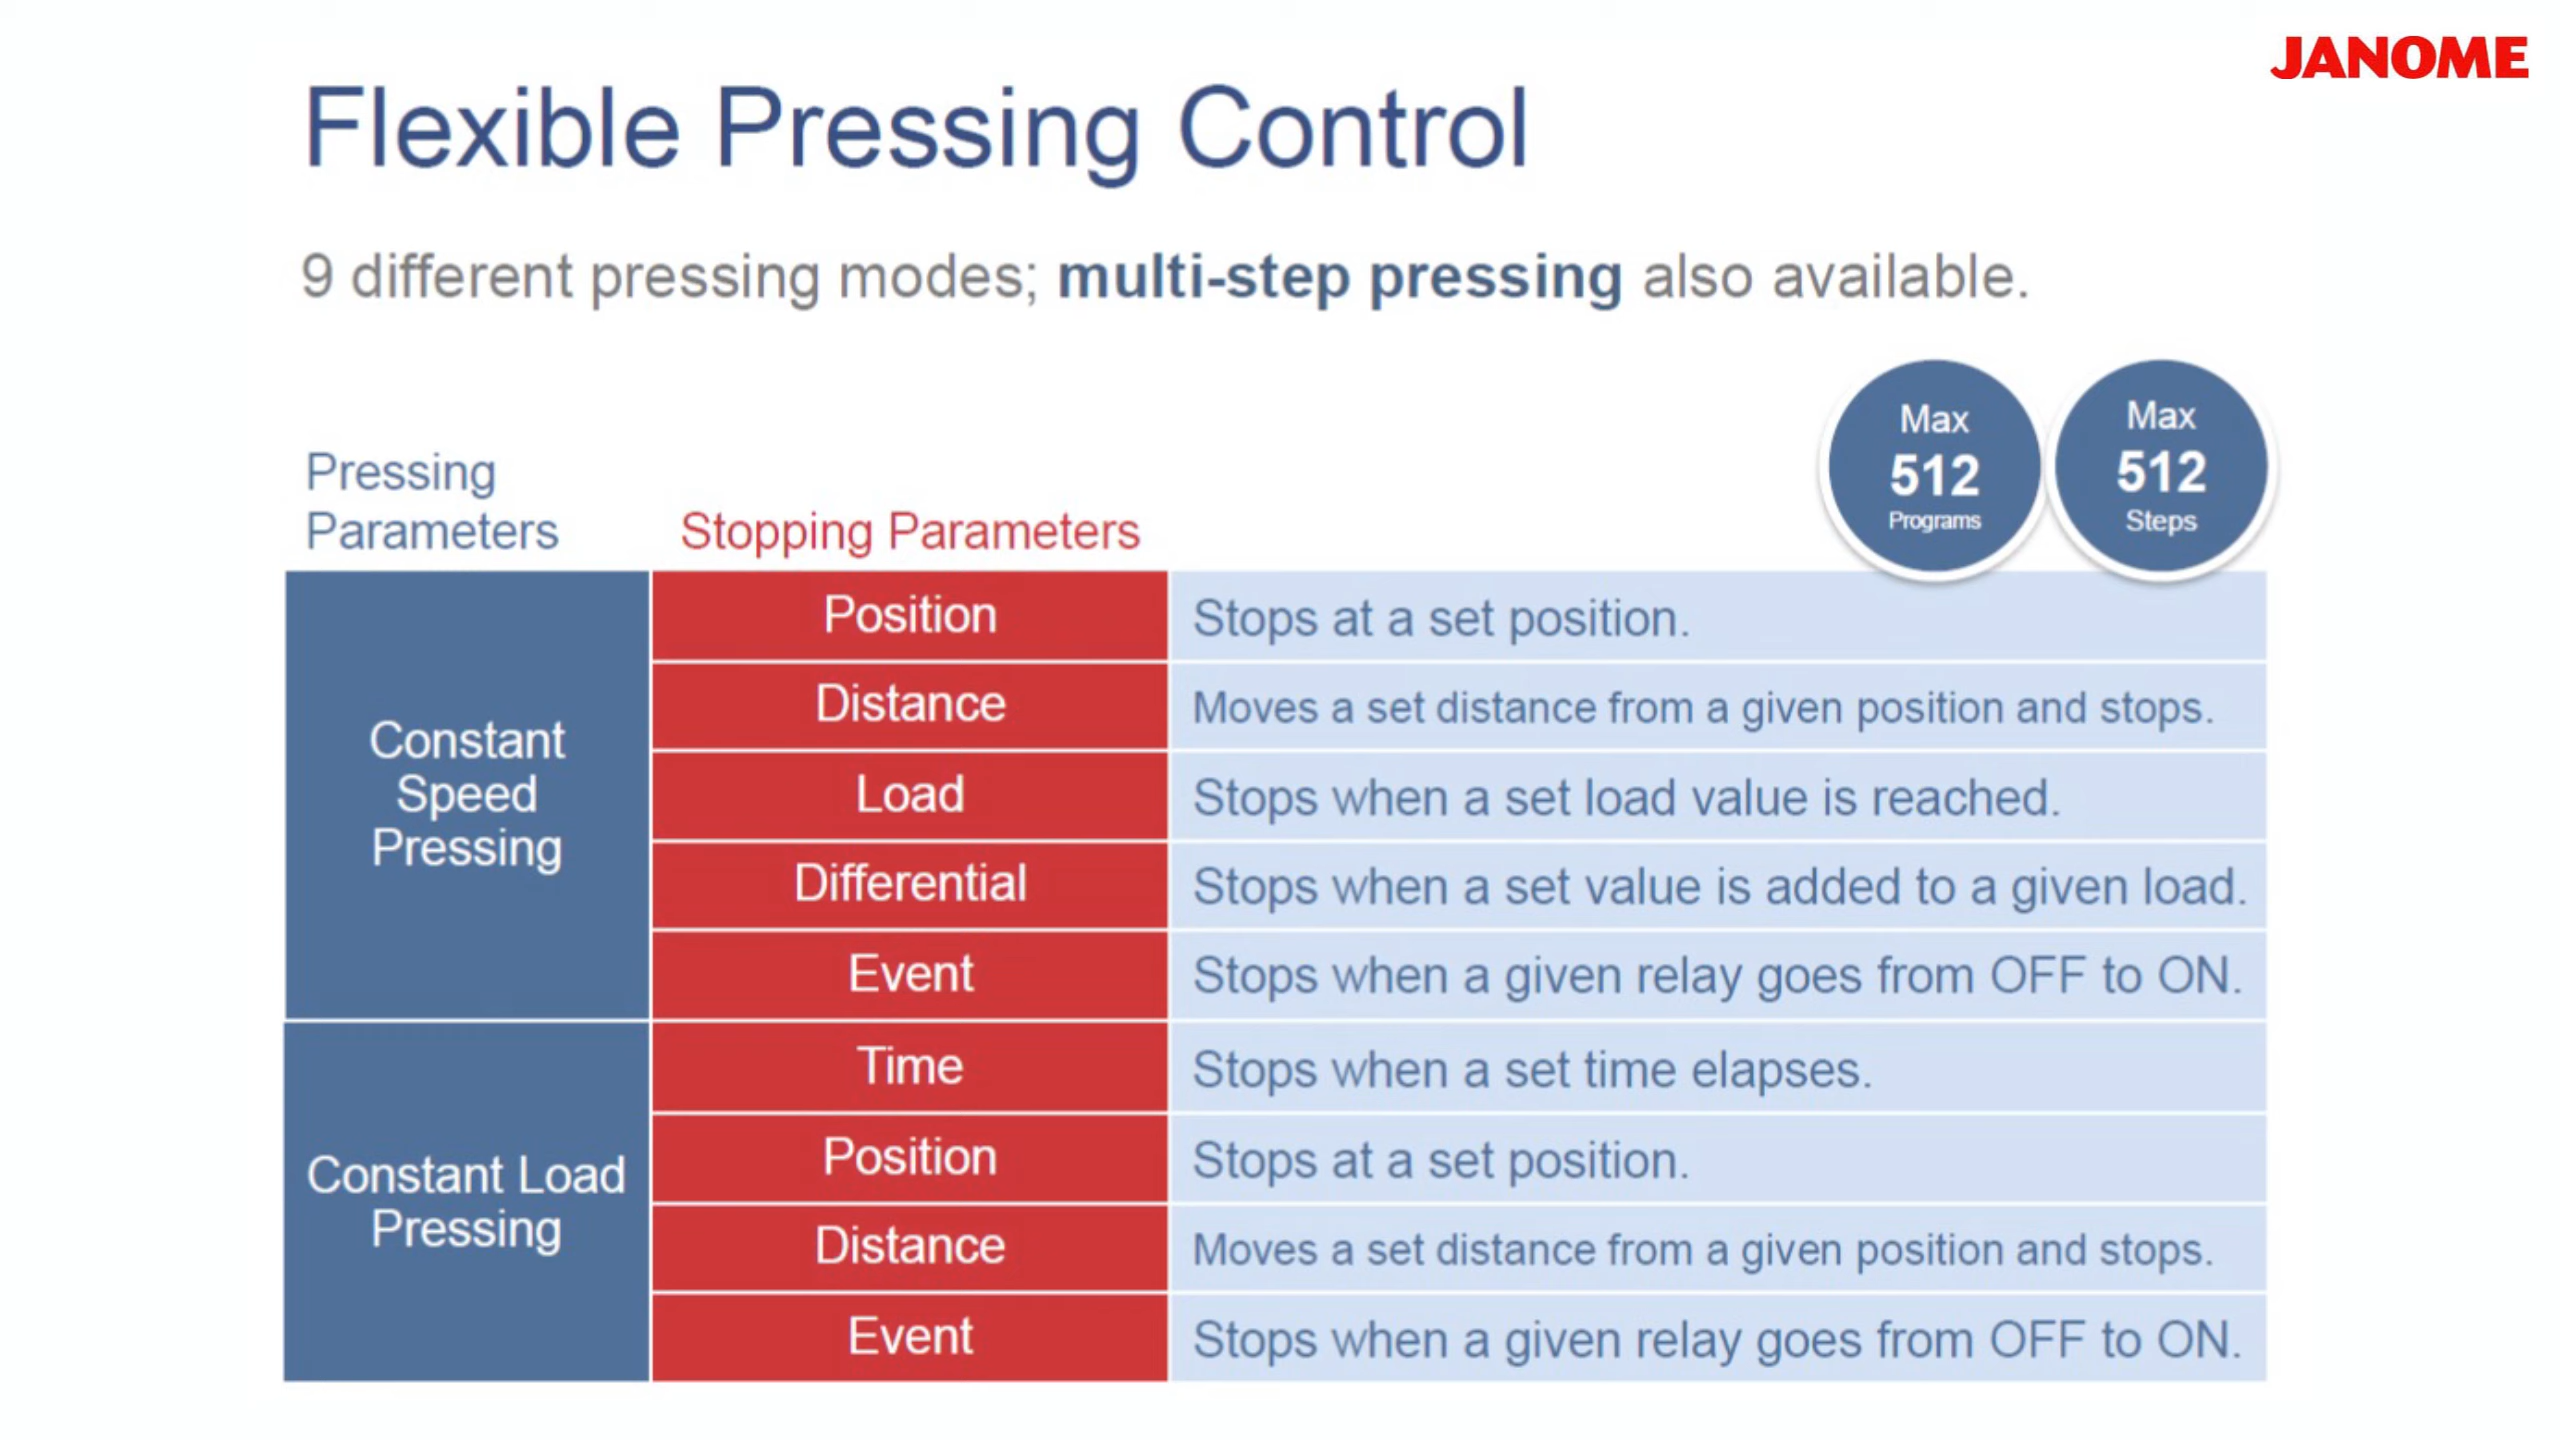 JANOME
Flexible Pressing Control
9 different pressing modes; multi-step pressing also available.
Max
512
Programs
Max
512
Steps
Pressing
Parameters
Stopping Parameters
Constant
Speed
Pressing
Position
Stops at a set position.
Distance
Moves a set distance from a given position and stops.
Load
Stops when a set load value is reached.
Differential
Stops when a set value is added to a given load.
Event
Stops when a given relay goes from OFF to ON.
Constant Load
Pressing
Time
Stops when a set time elapses.
Position
Stops at a set position.
Distance
Moves a set distance from a given position and stops.
Event
Stops when a given relay goes from OFF to ON.